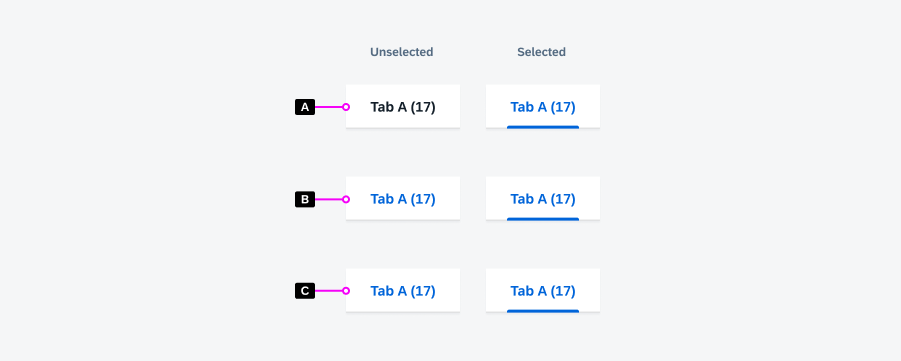 Unselected Selected
A Tab A (17) Tab A (17)
B Tab A (17) Tab A (17)
C Tab A (17) Tab A (17)